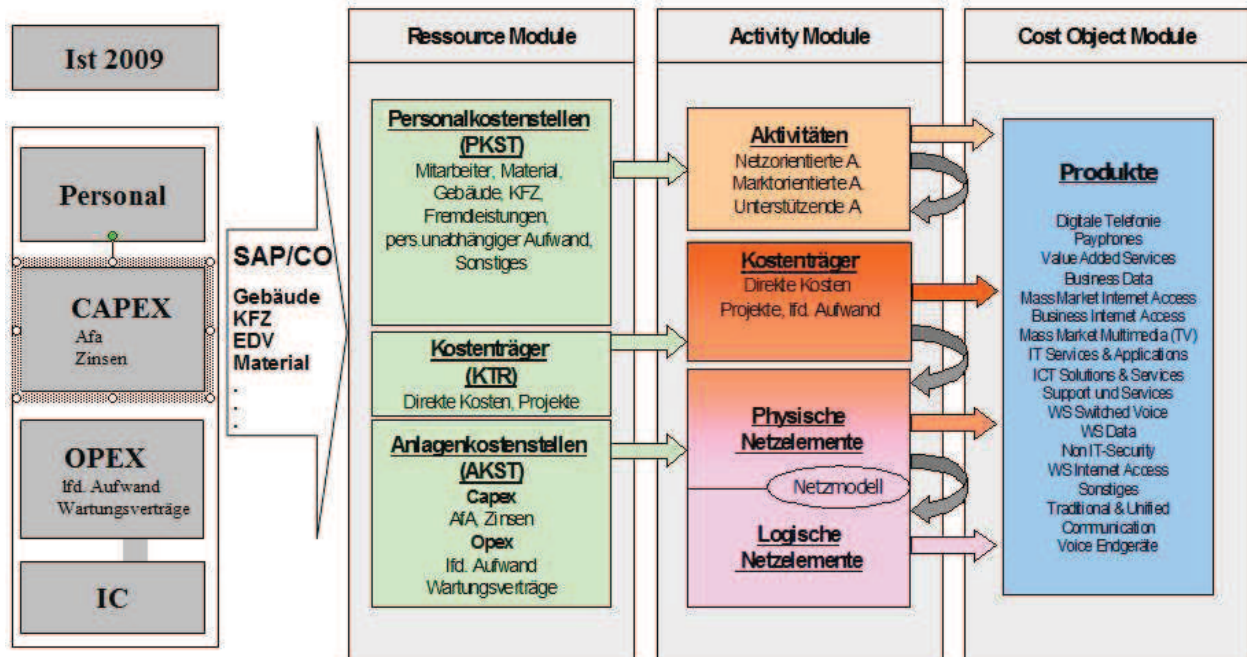 Ist 2009
Personal
CAPEX
Afa
Zinsen
OPEX
lfd. Aufwand
Wartungsverträge
IC
SAP/CO
Gebäude
KFZ
EDV
Material
.
.
.
Ressource Module
Personalkostenstellen
(PKST)
Mitarbeiter, Material,
Gebäude, KFZ,
Fremdleistungen,
pers.unabhängiger Aufwand,
Sonstiges
Kostenträger
(KTR)
Direkte Kosten, Projekte
Anlagenkostenstellen
(AKST)
Capex
AfA, Zinsen
Opex
lfd. Aufwand
Wartungsverträge
Activity Module
Aktivitäten
Netzorientierte A.
Marktorientierte A.
Unterstützende A.
Kostenträger
Direkte Kosten
Projekte, lfd. Aufwand
Physische
Netzelemente
Netzmodell
Logische
Netzelemente
Cost Object Module
Produkte
Digitale Telefonie
Payphones
Value Added Services
Business Data
Mass Market Internet Access
Business Internet Access
Mass Market Multimedia (TV)
IT Services & Applications
ICT Solutions & Services
Support und Services
WS Switched Voice
WS Data
Non IT-Security
WS Internet Access
Sonstiges
Traditional & Unified
Communication
Voice Endgeräte